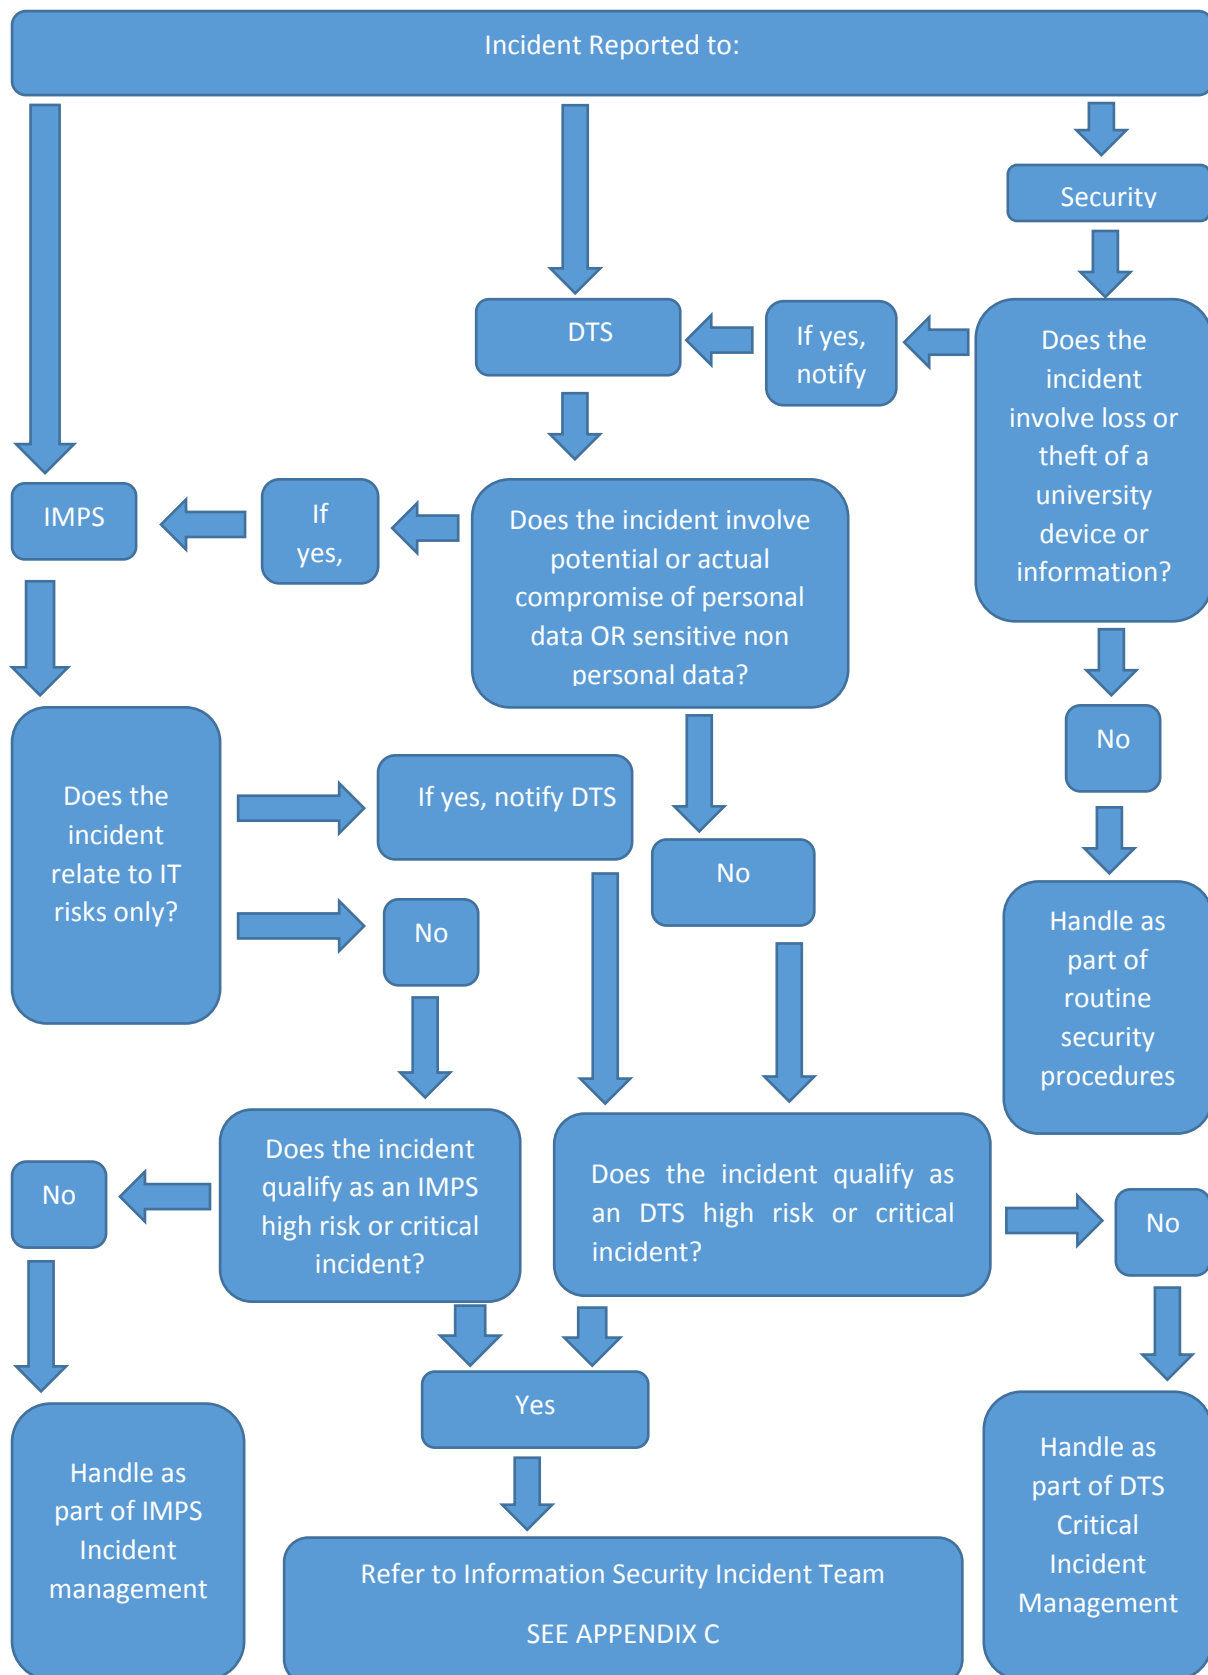 Incident Reported to:
Security
DTS
If yes,
notify
Does the
incident
involve loss or
theft of a
university
device or
information?
IMPS
If
yes,
Does the incident involve
potential or actual
compromise of personal
data OR sensitive non
personal data?
No
Does the
incident
relate to IT
risks only?
If yes, notify DTS
No
No
Handle as
part of
routine
security
procedures
No
Does the incident
qualify as an IMPS
high risk or critical
incident?
Does the incident qualify as
an DTS high risk or critical
incident?
No
Yes
Handle as
part of IMPS
Incident
management
Refer to Information Security Incident Team
SEE APPENDIX C
Handle as
part of DTS
Critical
Incident
Management